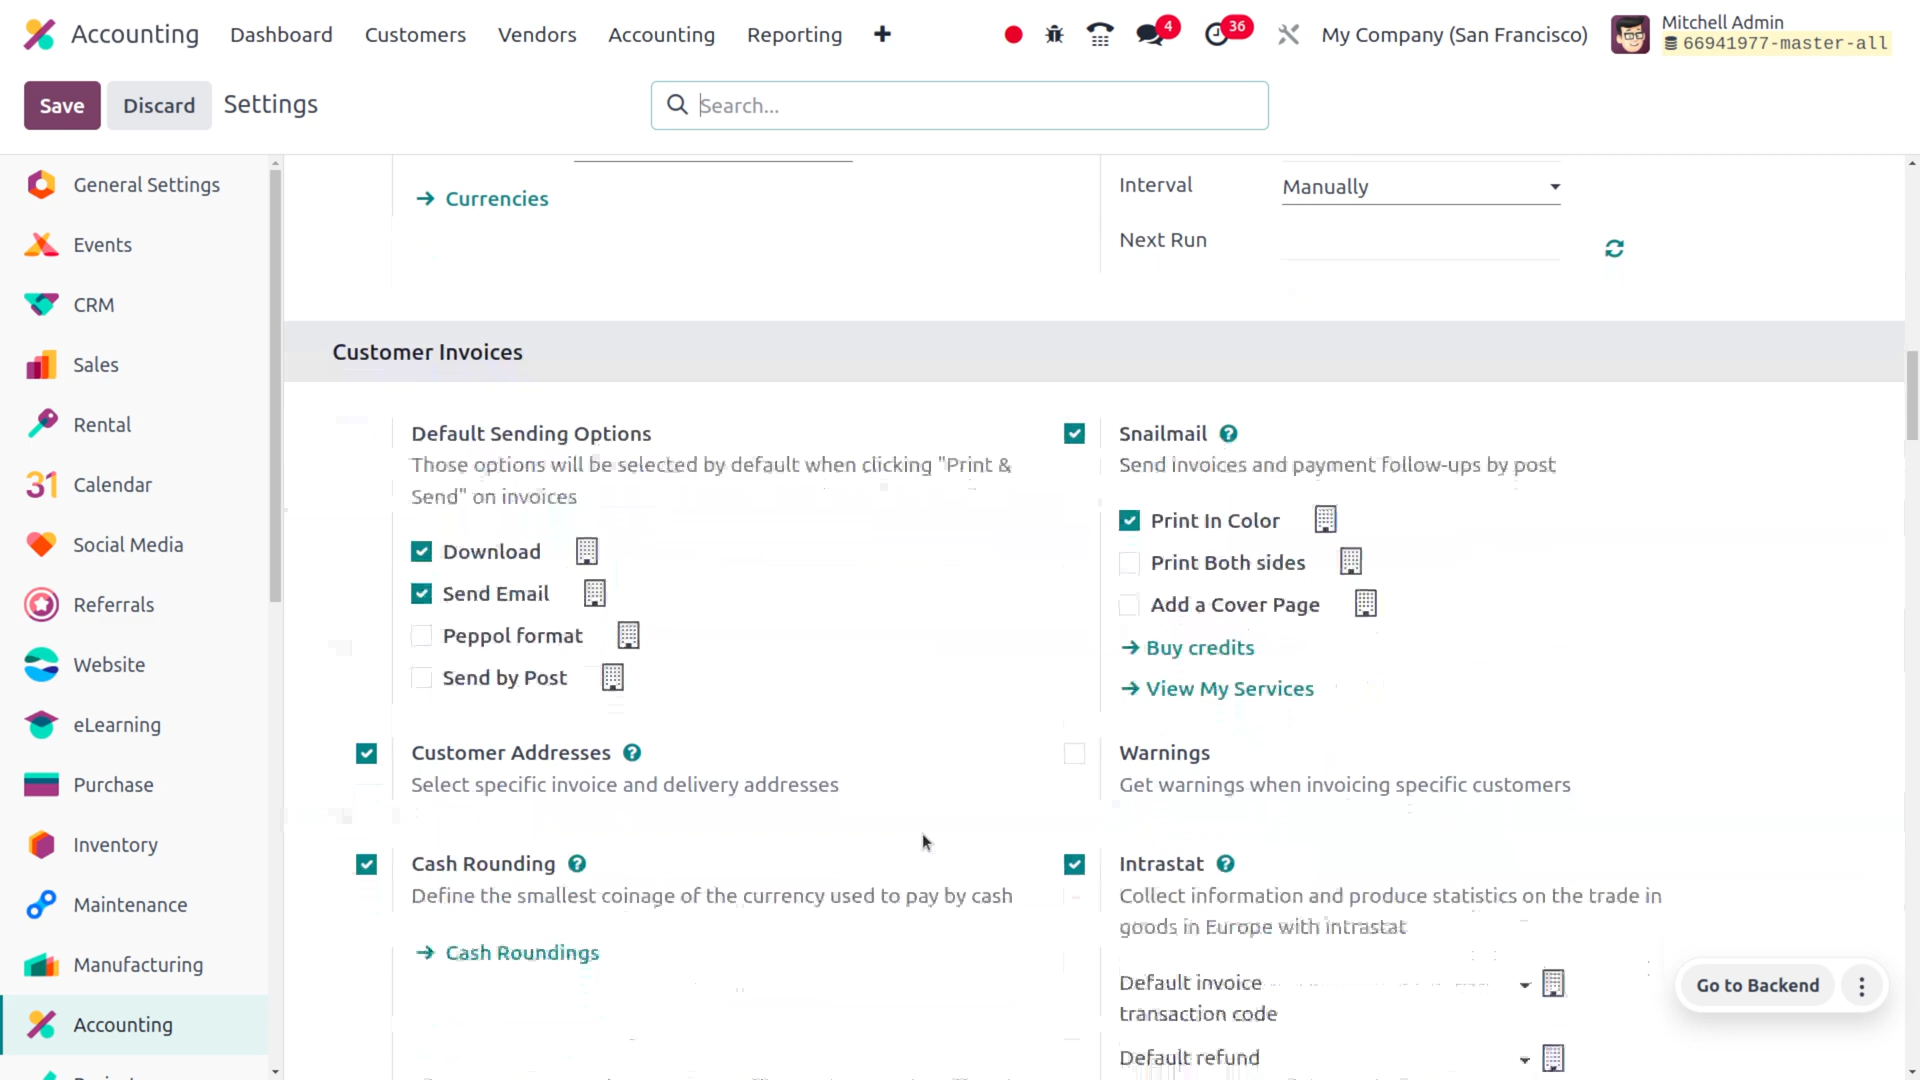 Accounting
Dashboard
Customers
Vendors
Accounting
Reporting
4
36
My Company (San Francisco)
Mitchell Admin
66941977-master-all
Save
Discard
Settings
Search...
General Settings
Events
CRM
Sales
Rental
31 Calendar
Social Media
Referrals
Website
eLearning
Purchase
Inventory
Maintenance
Manufacturing
Accounting
Currencies
Interval
Manually
Next Run
Customer Invoices
Default Sending Options
Those options will be selected by default when clicking "Print &
Send" on invoices
Download
Send Email
Peppol format
Send by Post
Snailmail
Send invoices and payment follow-ups by post
Print In Color
Print Both sides
Add a Cover Page
Buy credits
View My Services
Customer Addresses
Select specific invoice and delivery addresses
Warnings
Get warnings when invoicing specific customers
Cash Rounding
Define the smallest coinage of the currency used to pay by cash
Cash Roundings
Intrastat
Collect information and produce statistics on the trade in
goods in Europe with intrastat
Default invoice
transaction code
Default refund
Go to Backend